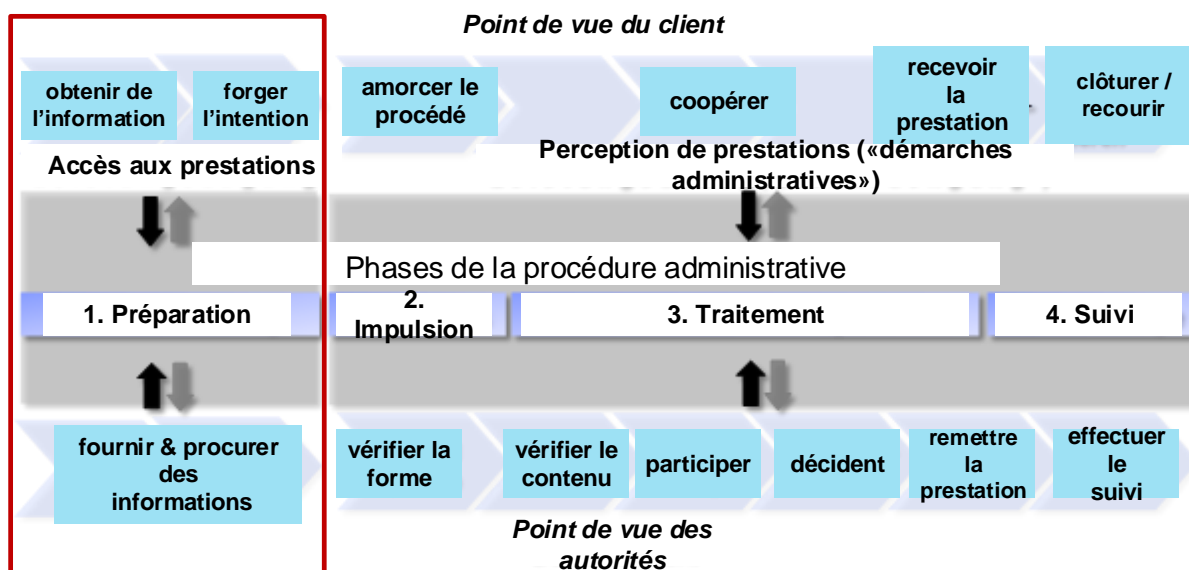 Point de vue du client
obtenir de
l'information
forger
l'intention
amorcer le
procédé
coopérer
recevoir
la
prestation
clôturer /
recourir
Accès aux prestations
Perception de prestations («démarches
administratives»)
Phases de la procédure administrative
1. Préparation
2.
Impulsion
3. Traitement
4. Suivi
fournir & procurer
des
informations
vérifier la
forme
vérifier le
contenu
participer
décident
remettre
la
prestation
effectuer
le
suivi
Point de vue des
autorités